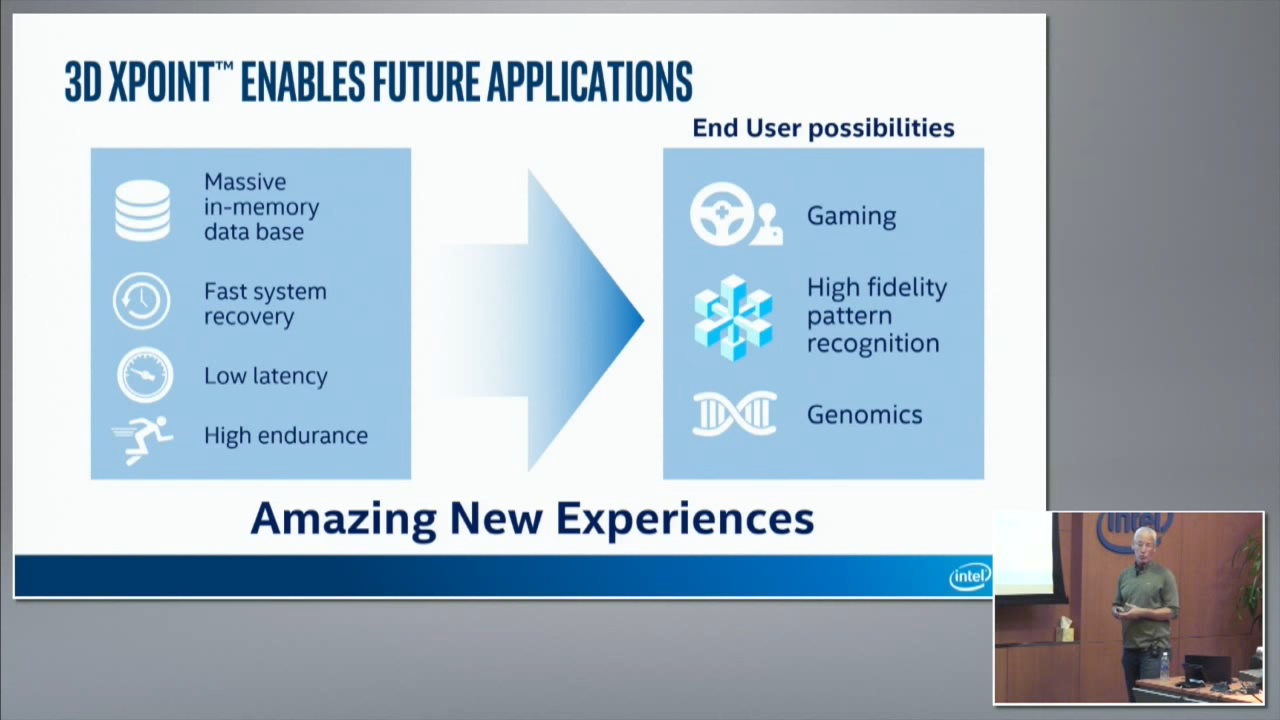 3D XPOINT™ ENABLES FUTURE APPLICATIONS
End User possibilities
Massive
in-memory
data base
Fast system
recovery
Low latency
High endurance
Gaming
High fidelity
pattern
recognition
Genomics
Amazing New Experiences
intel
intel